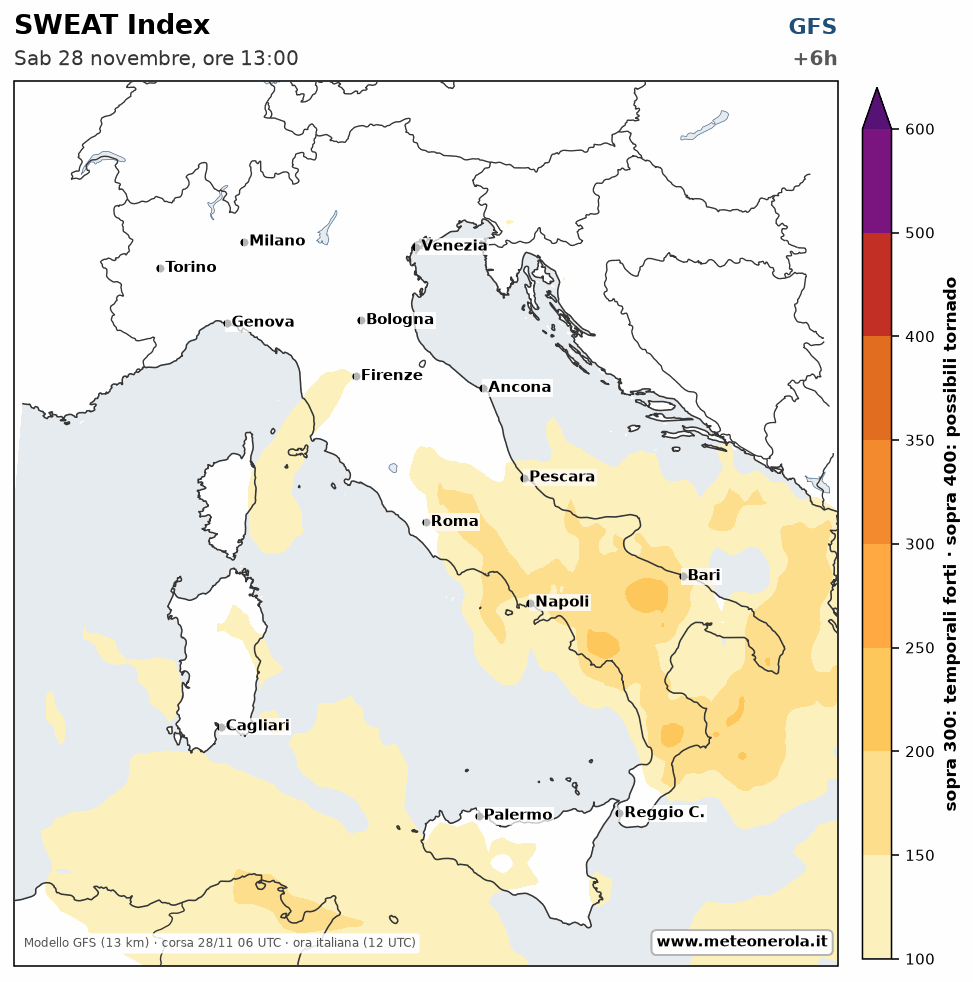 SWEAT Index
GFS
Sab 28 novembre, ore 13:00
+6h
Milano
Venezia
Torino
Genova
Bologna
Firenze
Ancona
Pescara
Roma
Bari
Napoli
Cagliari
Palermo
Reggio C.
600
500
400
350
300
250
200
150
100
sopra 300: temporali forti · sopra 400: possibili tornado
Modello GFS (13 km) · corsa 28/11 06 UTC · ora italiana (12 UTC)
www.meteonerola.it